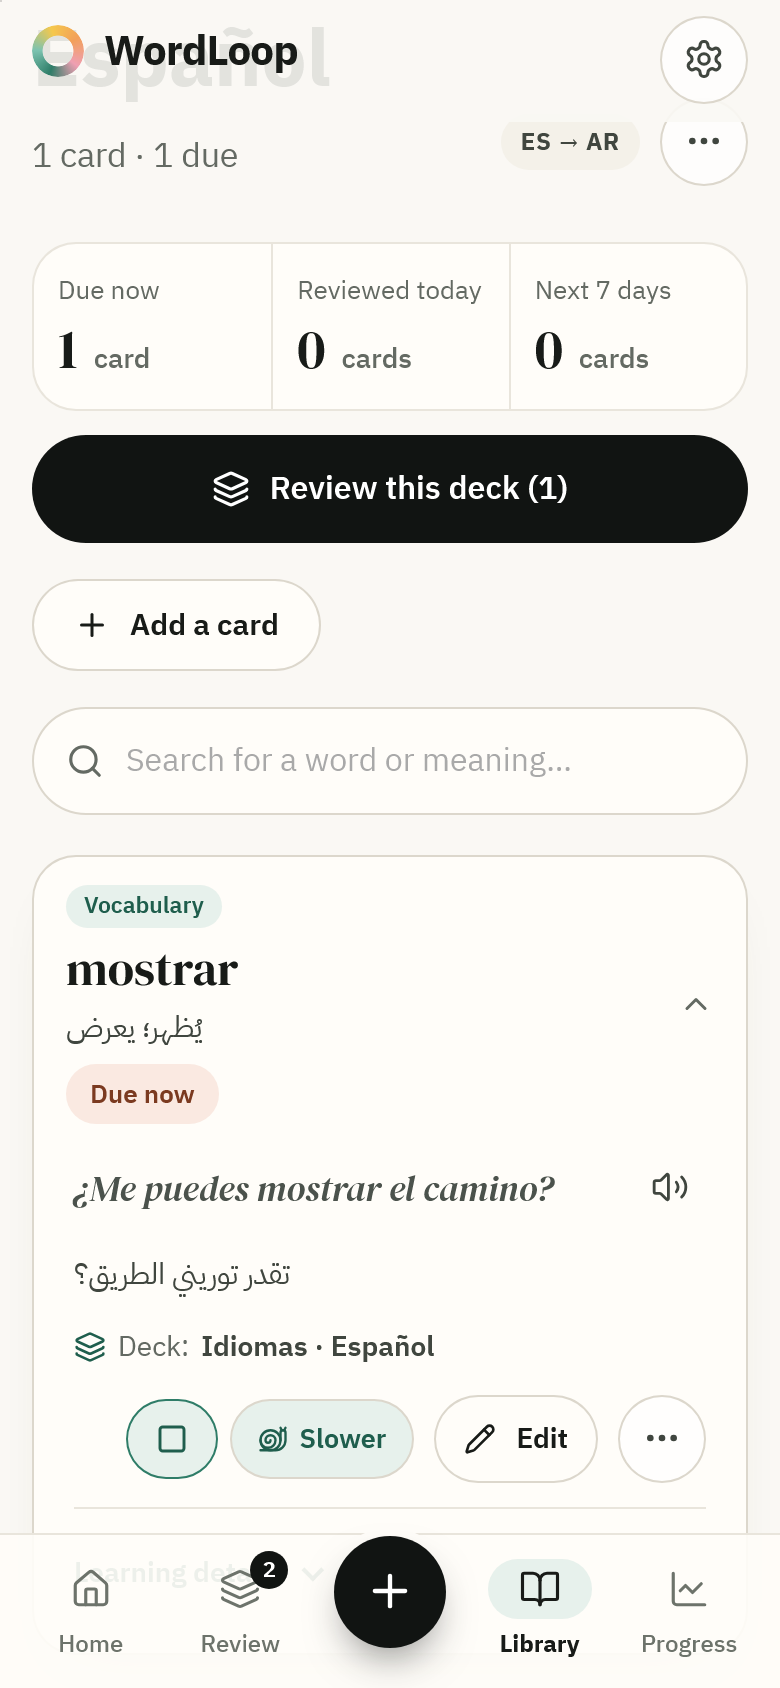 Español
WordLoop
1 card · 1 due
ES → AR
Due now
1 card
Reviewed today
0 cards
Next 7 days
0 cards
Review this deck (1)
Add a card
Search for a word or meaning...
Vocabulary
mostrar
يُظهر؛ يعرض
Due now
¿Me puedes mostrar el camino?
تقدر توريني الطريق؟
Deck: Idiomas · Español
Slower
Edit
Learning
2
Home
Review
Library
Progress